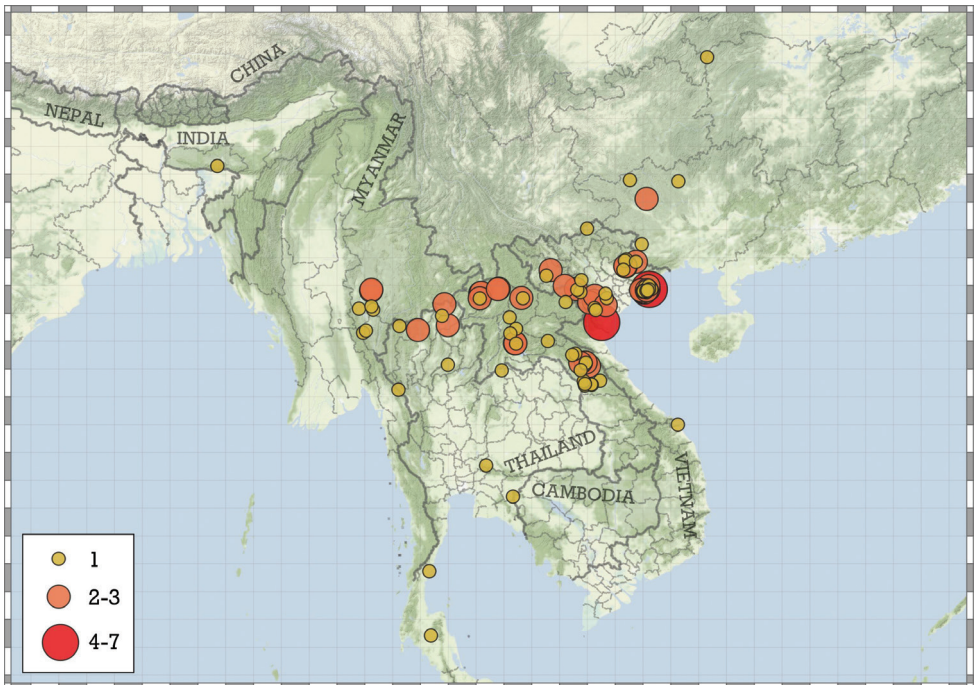 CHINA
NEPAL
INDIA
MYANMAR
THAILAND
CAMBODIA
VIETNAM
1
2-3
4-7